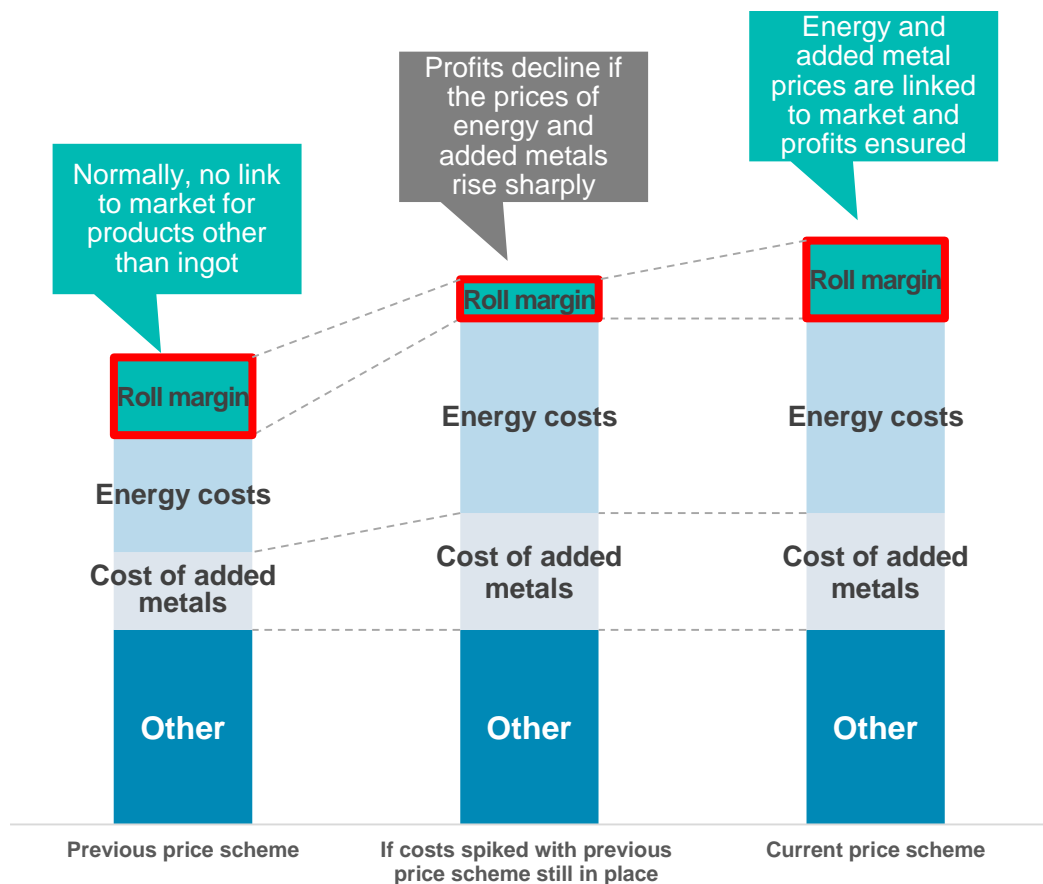 Normally, no link
to market for
products other
than ingot
Profits decline if
the prices of
energy and
added metals
rise sharply
Energy and
added metal
prices are linked
to market and
profits ensured
Roll margin
Energy costs
Cost of added
metals
Other
Roll margin
Energy costs
Cost of added
metals
Other
Roll margin
Energy costs
Cost of added
metals
Other
Previous price scheme
If costs spiked with previous
price scheme still in place
Current price scheme